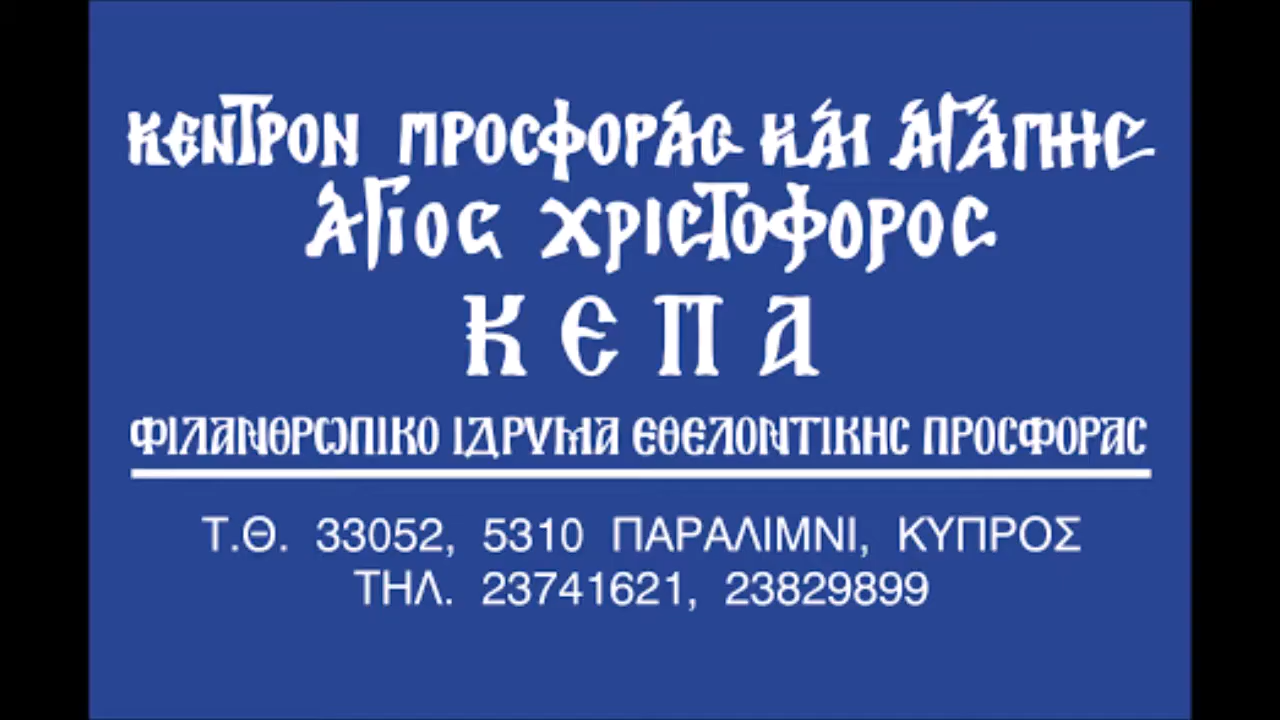 ΚΕΝΤΡΟΝ ΠΡΟΣΦΟΡΑΣ ΚΑΙ ΑΓΑΠΗΣ
ΑΓΙΟΣ ΧΡΙΣΤΟΦΟΡΟΣ
ΚΕΠΑ
ΦΙΛΑΝΘΡΩΠΙΚΟ ΙΔΡΥΜΑ ΕΘΕΛΟΝΤΙΚΗΣ ΠΡΟΣΦΟΡΑΣ
Τ.Θ. 33052, 5310 ΠΑΡΑΛΙΜΝΙ, ΚΥΠΡΟΣ
ΤΗΛ. 23741621, 23829899